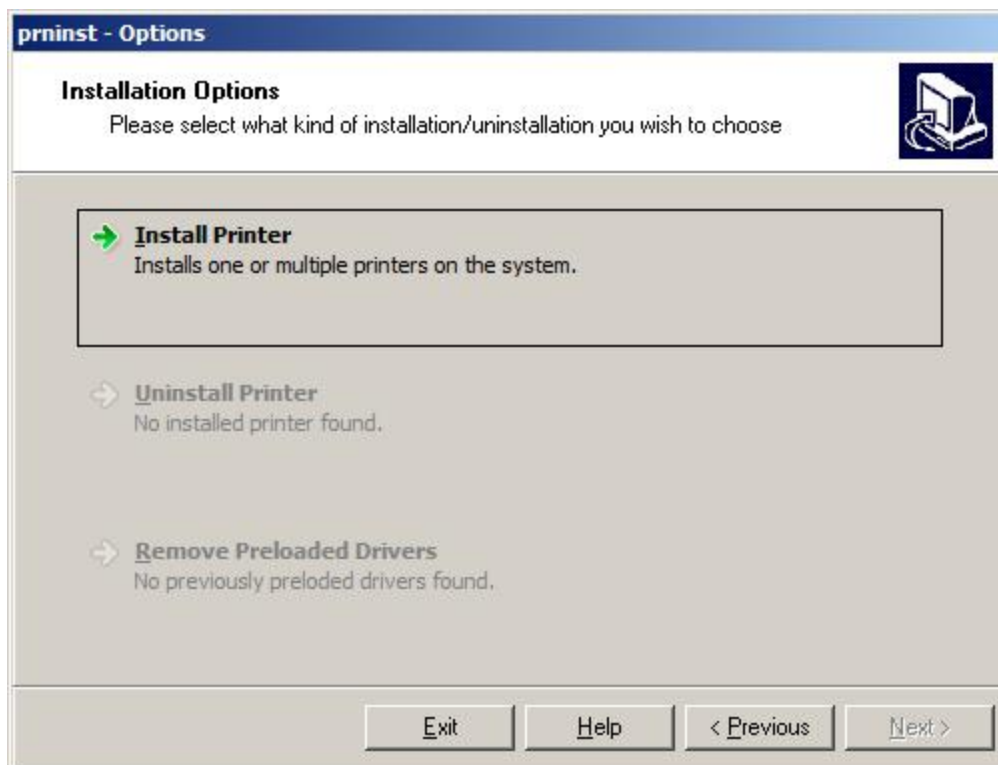 prninst - Options
Installation Options
Please select what kind of installation/uninstallation you wish to choose
Install Printer
Installs one or multiple printers on the system.
Uninstall Printer
No installed printer found.
Remove Preloaded Drivers
No previously preloded drivers found.
Exit
Help
< Previous
Next >